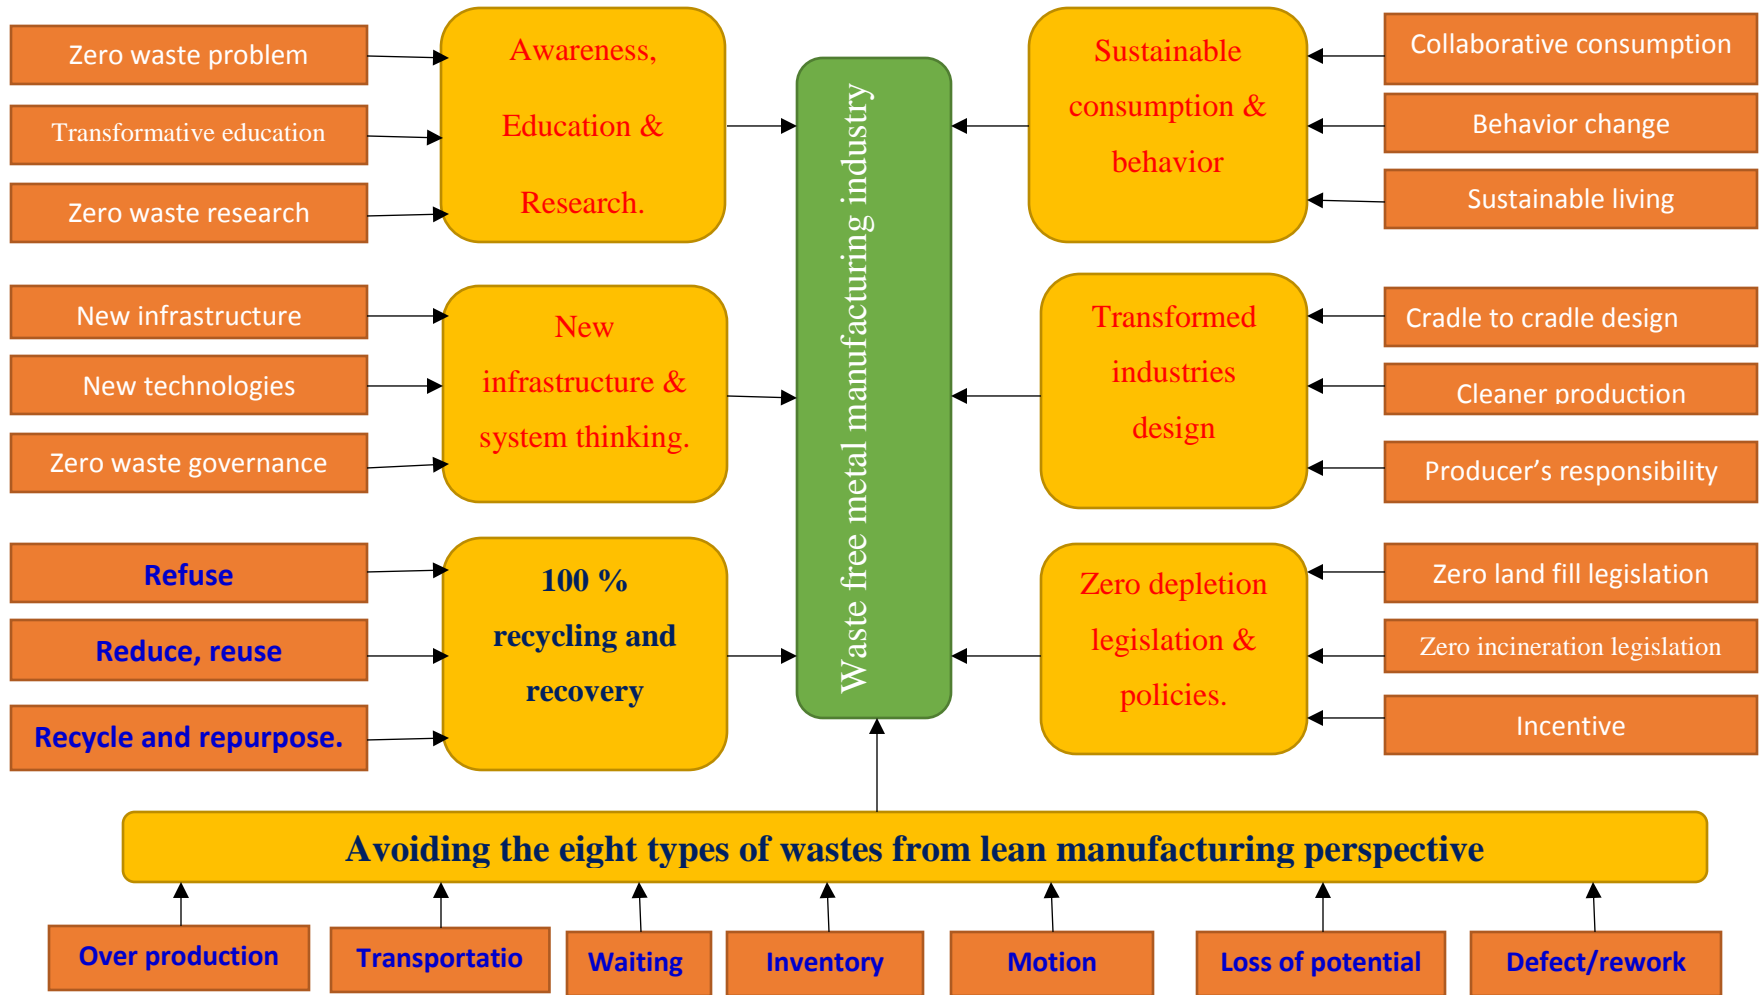 Zero waste problem
Transformative education
Zero waste research
Awareness,
Education &
Research.
New infrastructure
New technologies
Zero waste governance
New
infrastructure &
system thinking.
Refuse
Reduce, reuse
Recycle and repurpose.
100 %
recycling and
recovery
Waste free metal manufacturing industry
Sustainable
consumption &
behavior
Collaborative consumption
Behavior change
Sustainable living
Transformed
industries
design
Cradle to cradle design
Cleaner production
Producer’s responsibility
Zero depletion
legislation &
policies.
Zero land fill legislation
Zero incineration legislation
Incentive
Avoiding the eight types of wastes from lean manufacturing perspective
Over production
Transportatio
Waiting
Inventory
Motion
Loss of potential
Defect/rework